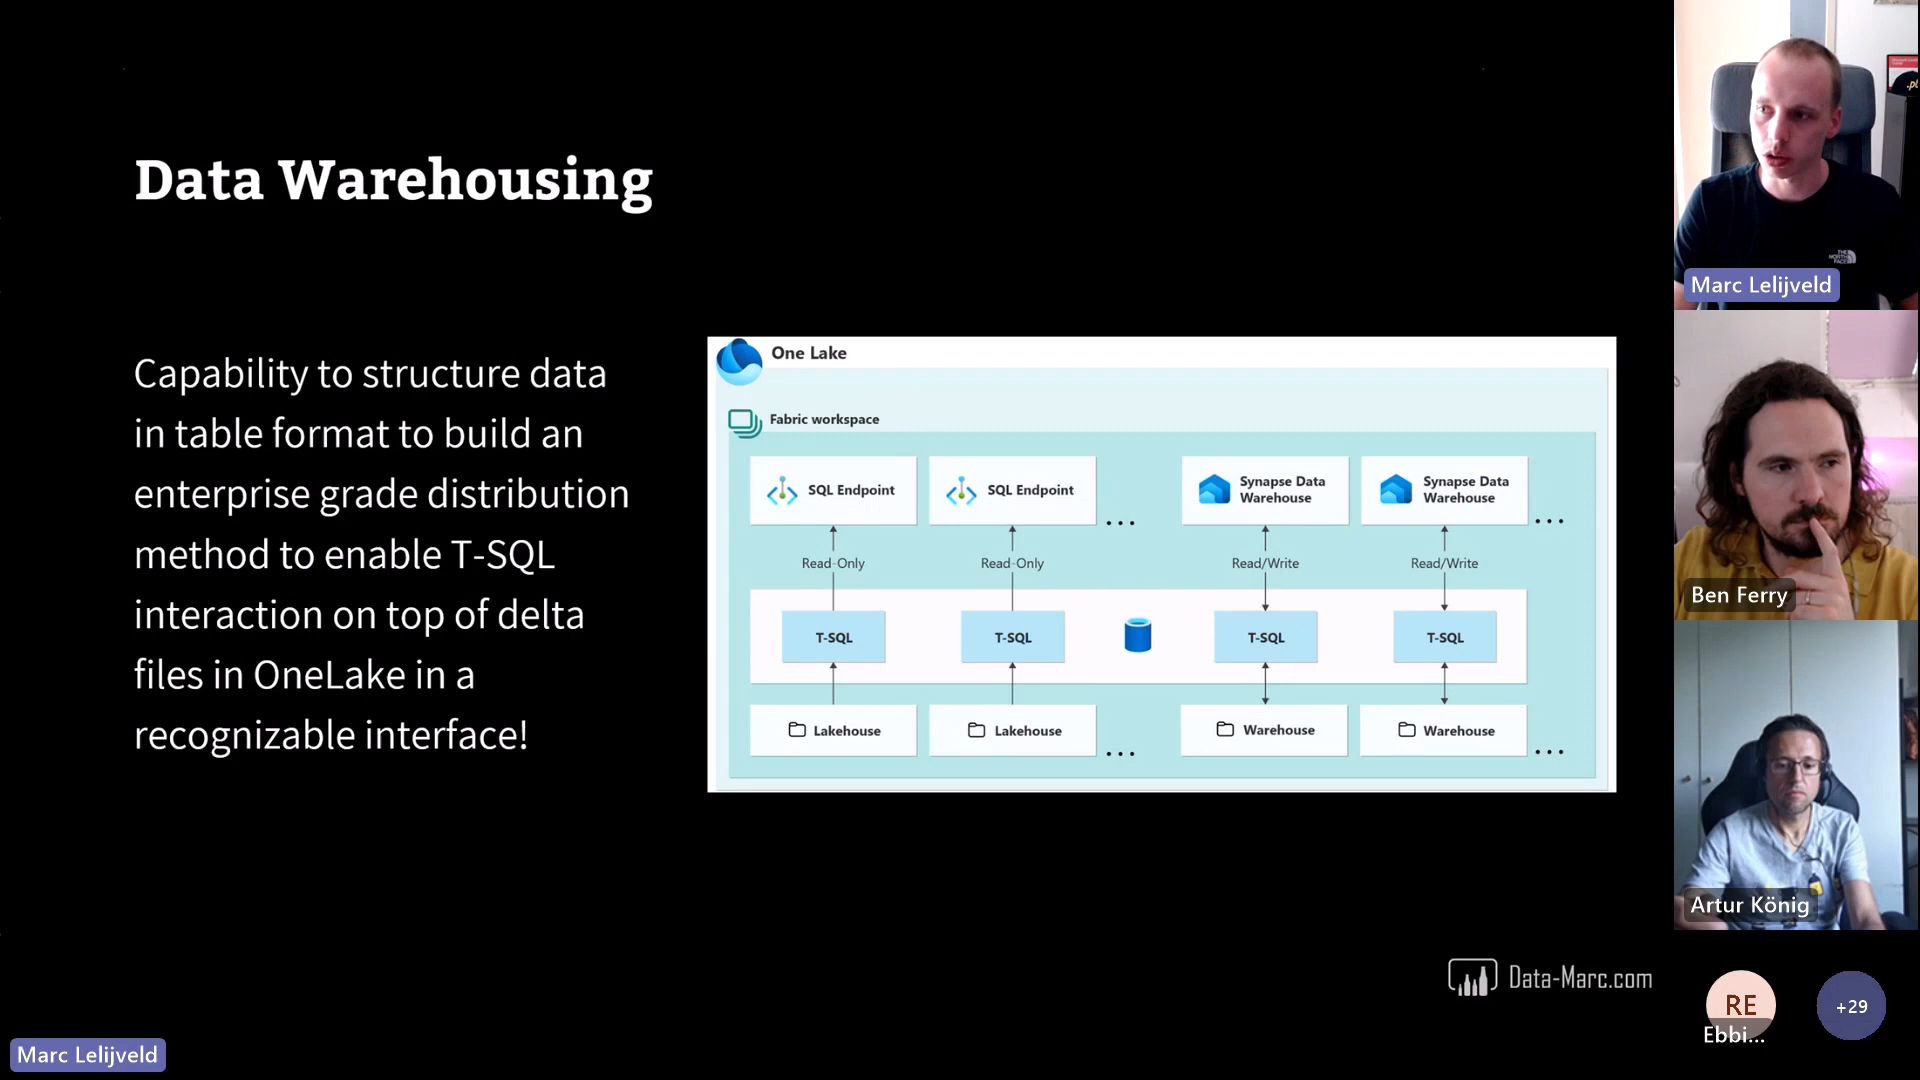 Data Warehousing
Capability to structure data
in table format to build an
enterprise grade distribution
method to enable T-SQL
interaction on top of delta
files in OneLake in a
recognizable interface!
One Lake
Fabric workspace
SQL Endpoint
SQL Endpoint
...
Synapse Data
Warehouse
Synapse Data
Warehouse
...
Read-Only
Read-Only
Read/Write
Read/Write
T-SQL
T-SQL
T-SQL
T-SQL
Lakehouse
Lakehouse
...
Warehouse
Warehouse
...
Data-Marc.com
Marc Lelijveld
THE
NORTH
FACE
Marc Lelijveld
Ben Ferry
Artur König
RE
Ebbi...
+29